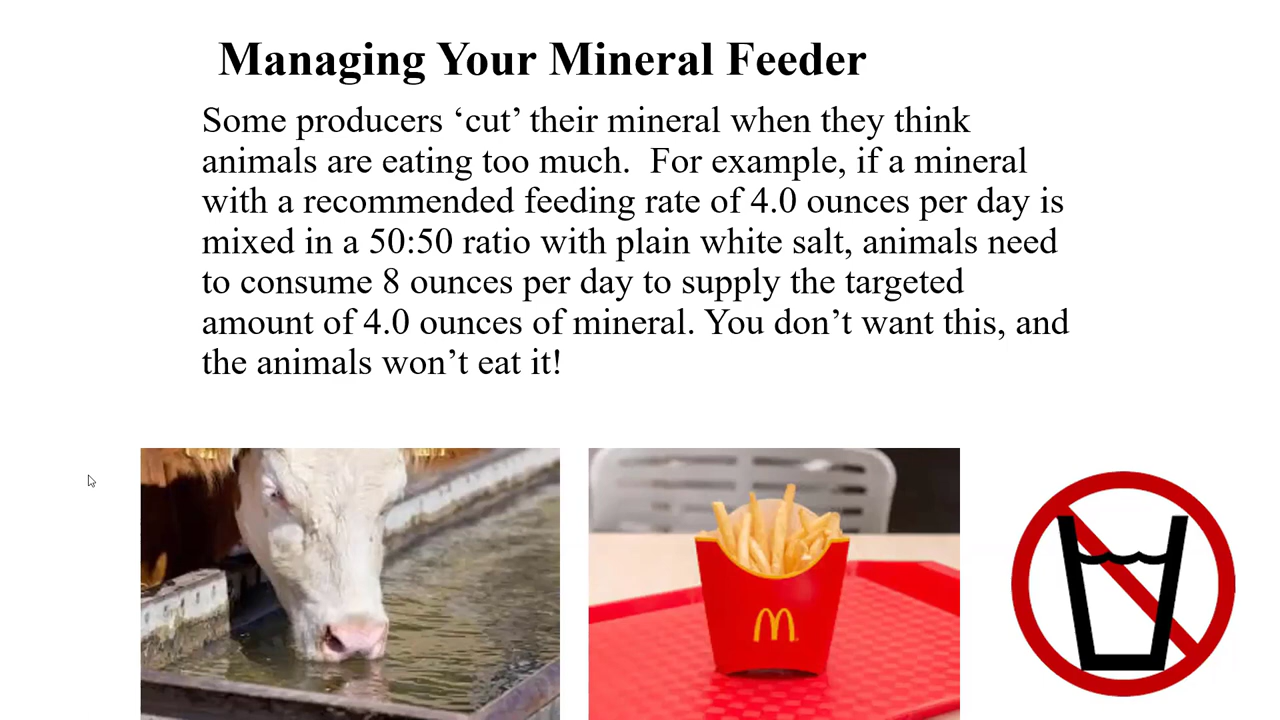 Managing Your Mineral Feeder
Some producers ‘cut’ their mineral when they think
animals are eating too much.  For example, if a mineral
with a recommended feeding rate of 4.0 ounces per day is
mixed in a 50:50 ratio with plain white salt, animals need
to consume 8 ounces per day to supply the targeted
amount of 4.0 ounces of mineral. You don’t want this, and
the animals won’t eat it!